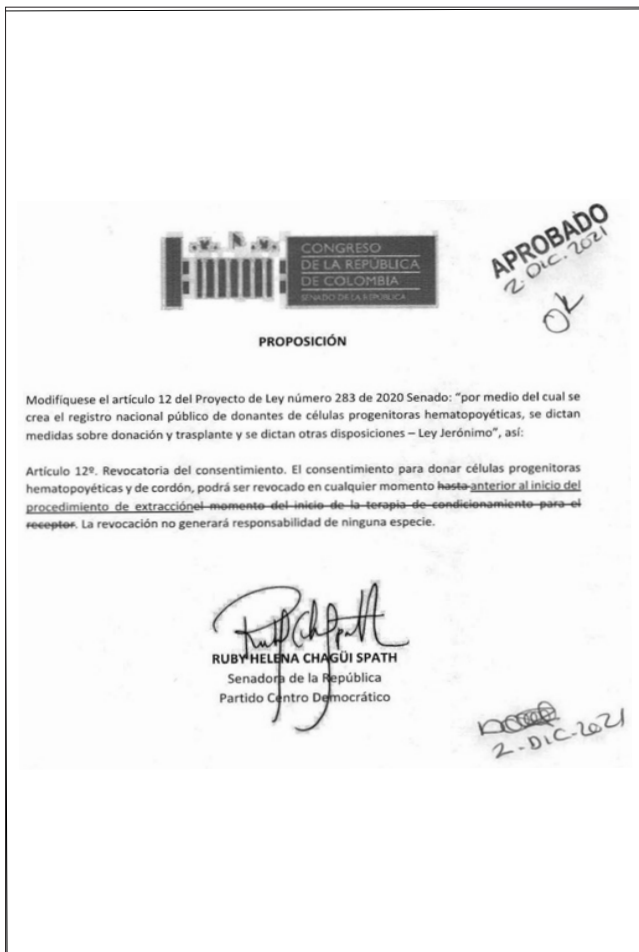 CONGRESO
DE LA REPÚBLICA
DE COLOMBIA
SENADO DE LA REPÚBLICA
APROBADO
2. DIC. 2021
OK
PROPOSICIÓN
Modifíquese el artículo 12 del Proyecto de Ley número 283 de 2020 Senado: "por medio del cual se
crea el registro nacional público de donantes de células progenitoras hematopoyéticas, se dictan
medidas sobre donación y trasplante y se dictan otras disposiciones – Ley Jerónimo", así:
Artículo 12º. Revocatoria del consentimiento. El consentimiento para donar células progenitoras
hematopoyéticas y de cordón, podrá ser revocado en cualquier momento hasta anterior al inicio del
procedimiento de extracciónel momento del inicio de la terapia de condicionamiento para el
receptor. La revocación no generará responsabilidad de ninguna especie.
RUBY HELENA CHAGÜI SPATH
Senadora de la República
Partido Centro Democrático
2-DIC-2021